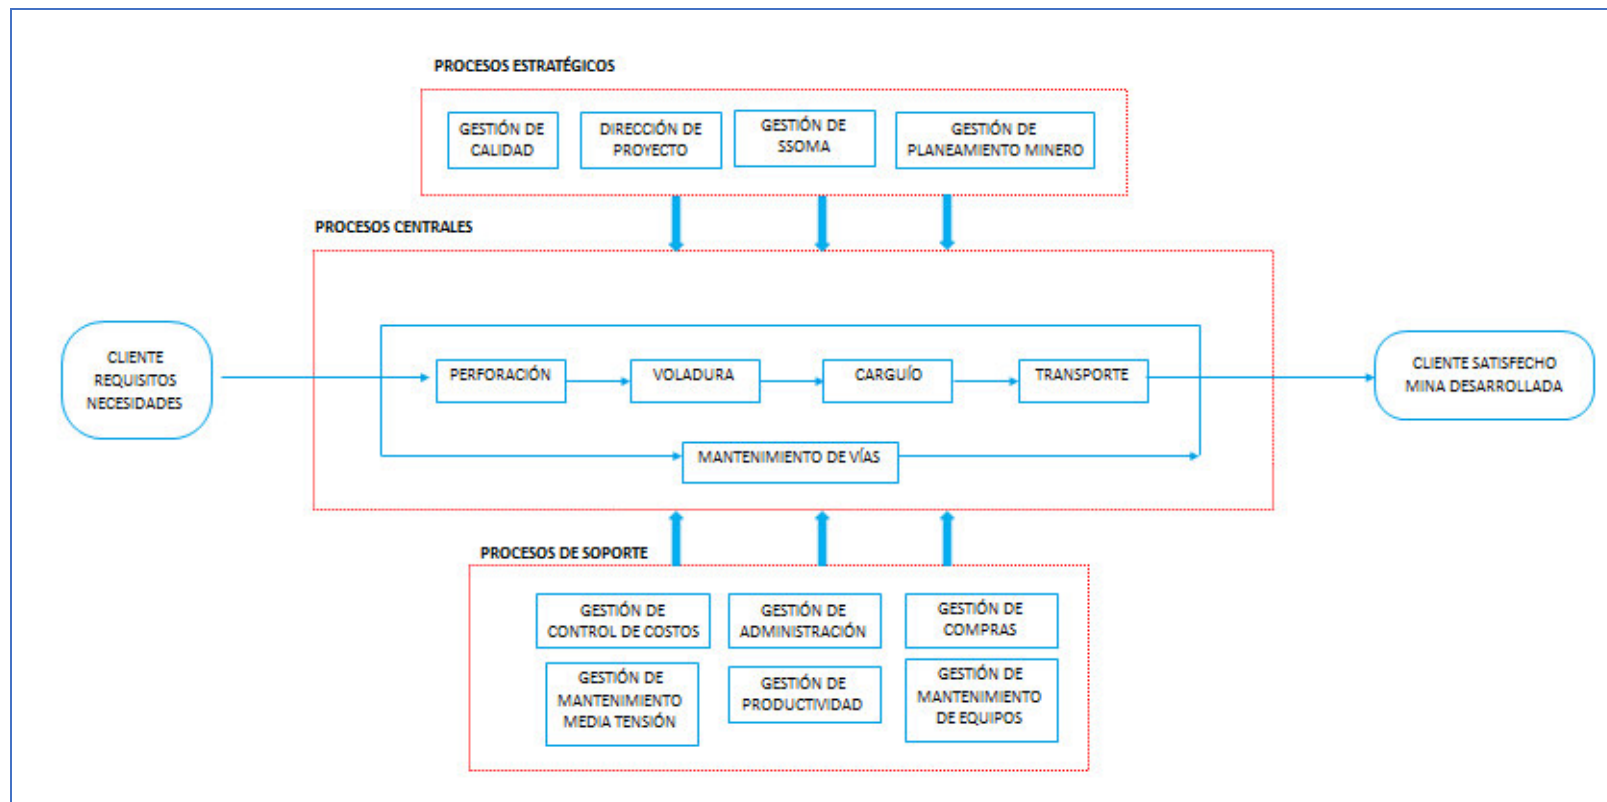 PROCESOS ESTRATÉGICOS
GESTIÓN DE
CALIDAD
DIRECCIÓN DE
PROYECTO
GESTIÓN DE
SSOMA
GESTIÓN DE
PLANEAMIENTO MINERO
PROCESOS CENTRALES
CLIENTE
REQUISITOS
NECESIDADES
PERFORACIÓN
VOLADURA
CARGUÍO
TRANSPORTE
MANTENIMIENTO DE VÍAS
CLIENTE SATISFECHO
MINA DESARROLLADA
PROCESOS DE SOPORTE
GESTIÓN DE
CONTROL DE COSTOS
GESTIÓN DE
ADMINISTRACIÓN
GESTIÓN DE
COMPRAS
GESTIÓN DE
MANTENIMIENTO
MEDIA TENSIÓN
GESTIÓN DE
PRODUCTIVIDAD
GESTIÓN DE
MANTENIMIENTO
DE EQUIPOS